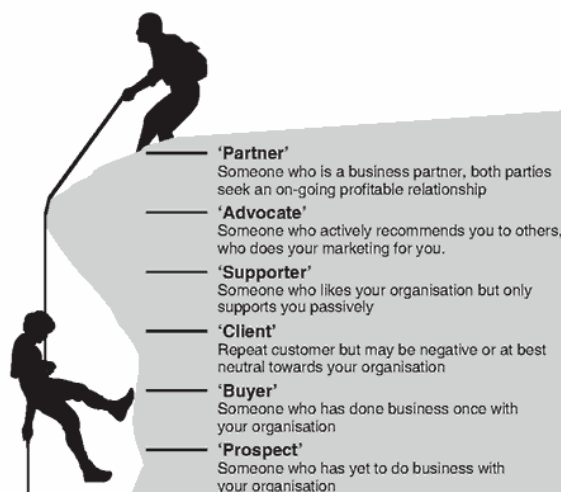 ‘Partner’
Someone who is a business partner, both parties
seek an on-going profitable relationship
‘Advocate’
Someone who actively recommends you to others,
who does your marketing for you.
‘Supporter’
Someone who likes your organisation but only
supports you passively
‘Client’
Repeat customer but may be negative or at best
neutral towards your organisation
‘Buyer’
Someone who has done business once with
your organisation
‘Prospect’
Someone who has yet to do business with
your organisation